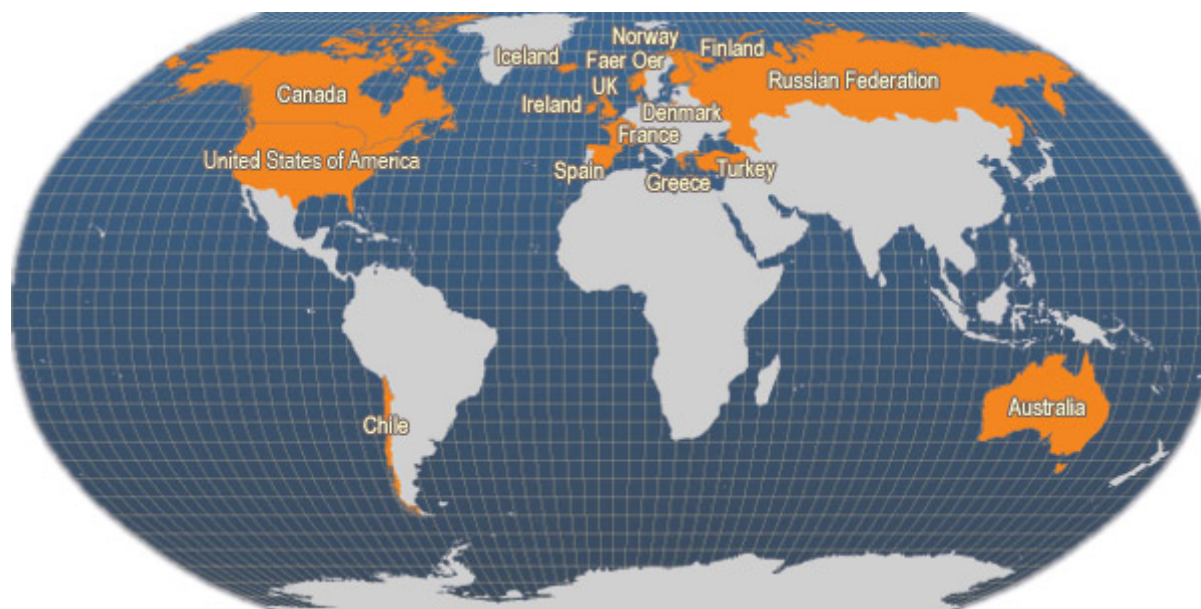 Norway
Finland
Iceland
Faer Oer
Russian Federation
UK
Canada
Ireland
Denmark
France
United States of America
Spain
Turkey
Greece
Australia
Chile